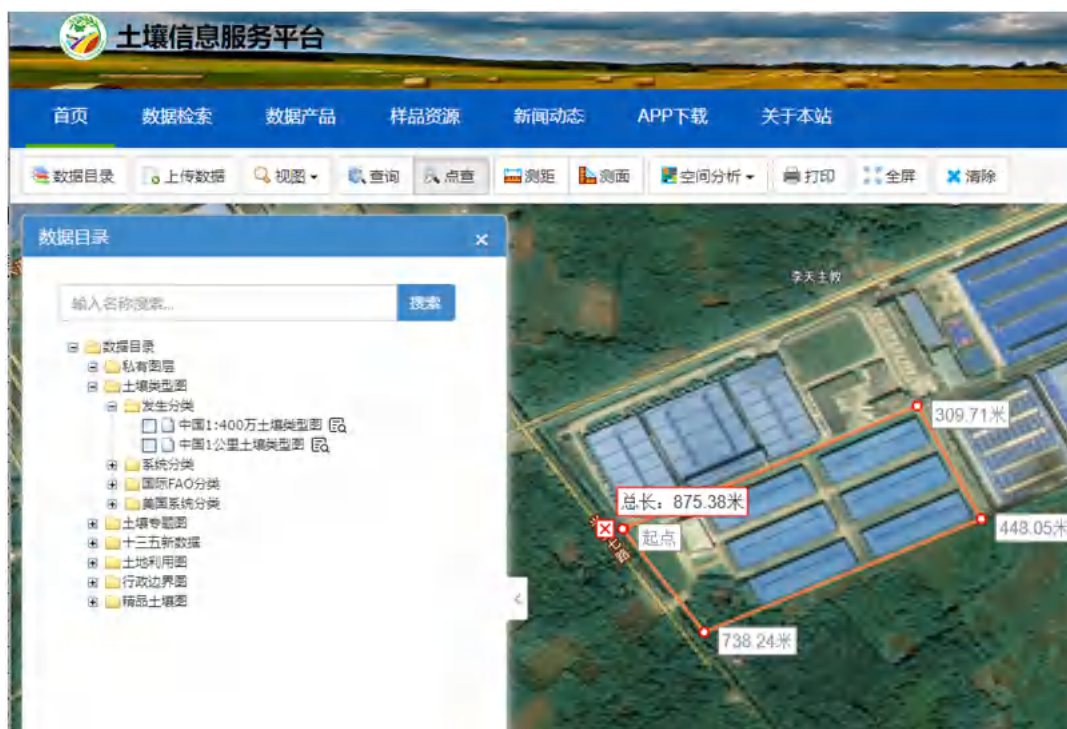 土壤信息服务平台
首页 数据检索 数据产品 样品资源 新闻动态 APP下载 关于本站
数据目录 上传数据 视图 查询 点查 测距 测面 空间分析 打印 全屏 清除
数据目录
输入名称搜索... 搜索
数据目录
私有图层
土壤类型图
发生分类
中国1:400万土壤类型图
中国1公里土壤类型图
系统分类
国际FAO分类
美国系统分类
土壤专题图
十三五新数据
土地利用图
行政边界图
精品土壤图
李天主教
309.71米
总长：875.38米
起点
448.05米
738.24米